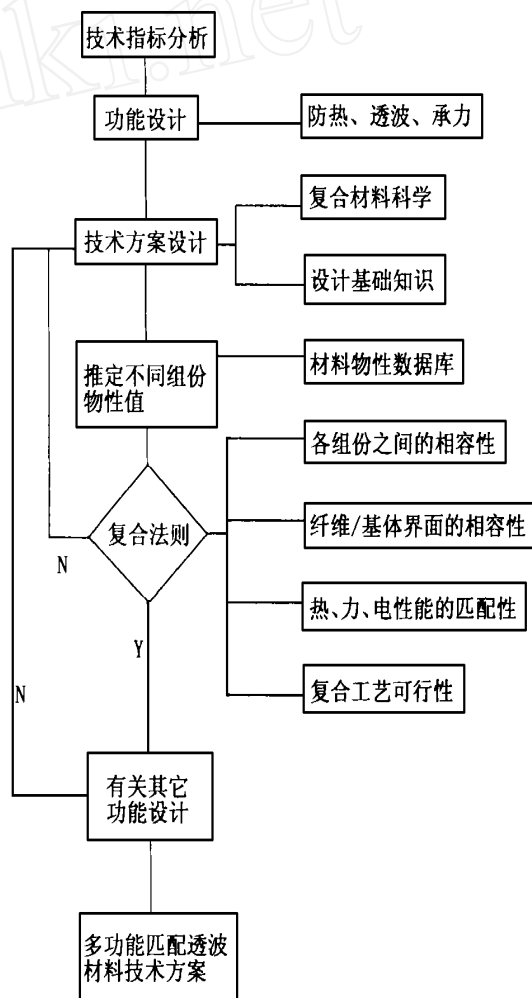 技术指标分析
功能设计
防热、透波、承力
复合材料科学
技术方案设计
设计基础知识
推定不同组份
物性值
材料物性数据库
各组份之间的相容性
复合法则
纤维/基体界面的相容性
N
热、力、电性能的匹配性
Y
复合工艺可行性
N
有关其它
功能设计
多功能匹配透波
材料技术方案